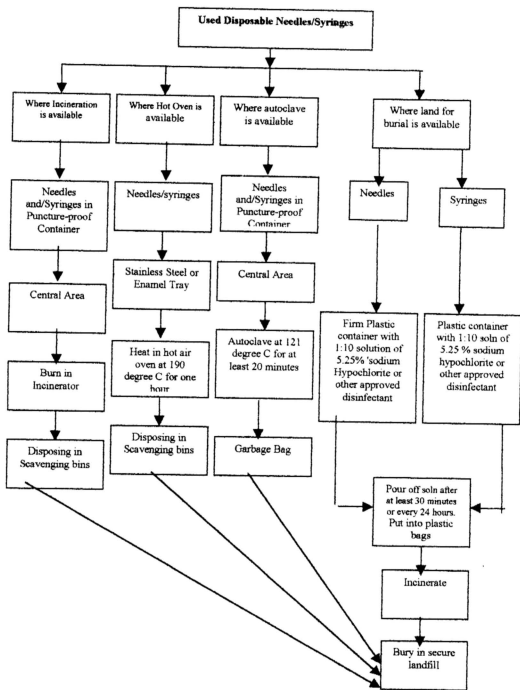 Used Disposable Needles/Syringes
Where Incineration
is available
Where Hot Oven is
available
Where autoclave
is available
Where land for
burial is available
Needles
and/Syringes in
Puncture-proof
Container
Needles/syringes
Needles
and/Syringes in
Puncture-proof
Container
Needles
Syringes
Central Area
Stainless Steel or
Enamel Tray
Central Area
Firm Plastic
container with
1:10 solution of
5.25% 'sodium
Hypochlorite or
other approved
disinfectant
Plastic container
with 1:10 soln of
5.25 % sodium
hypochlorite or
other approved
disinfectant
Burn in
Incinerator
Heat in hot air
oven at 190
degree C for one
hour
Autoclave at 121
degree C for at
least 20 minutes
Disposing in
Scavenging bins
Disposing in
Scavenging bins
Garbage Bag
Pour off soln after
at least 30 minutes
or every 24 hours.
Put into plastic
bags
Incinerate
Bury in secure
landfill